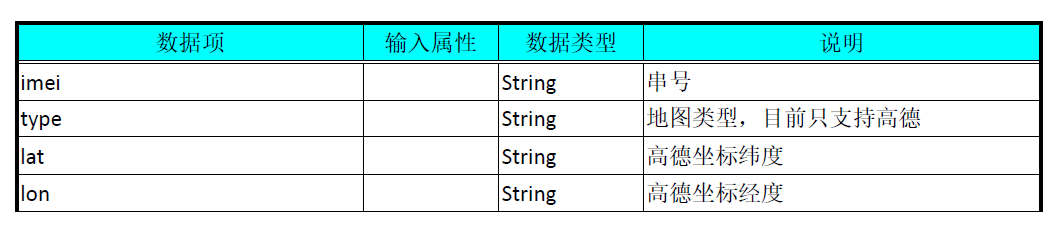 数据项 输入属性 数据类型 说明
imei String 串号
type String 地图类型，目前只支持高德
lat String 高德坐标纬度
lon String 高德坐标经度